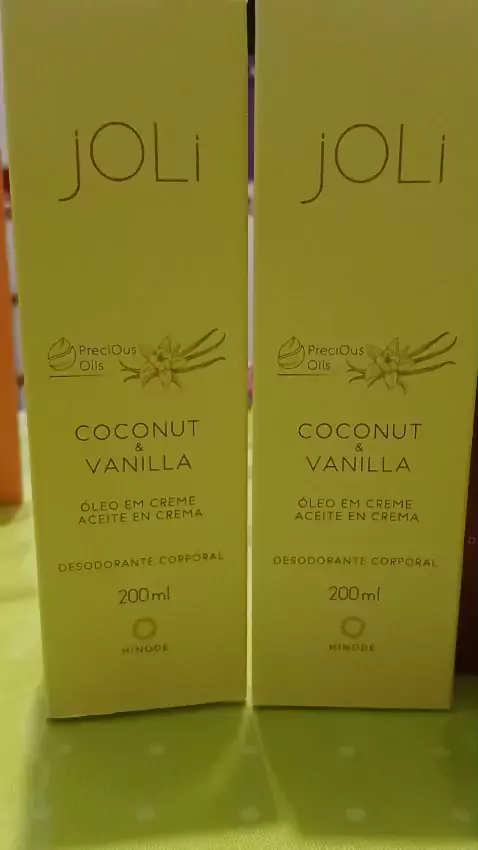 jOLi
PreciOus
Oils
COCONUT
&
VANILLA
ÓLEO EM CREME
ACEITE EN CREMA
DESODORANTE CORPORAL
200ml
HINODE
jOLi
PreciOus
Oils
COCONUT
&
VANILLA
ÓLEO EM CREME
ACEITE EN CREMA
DESODORANTE CORPORAL
200ml
HINODE